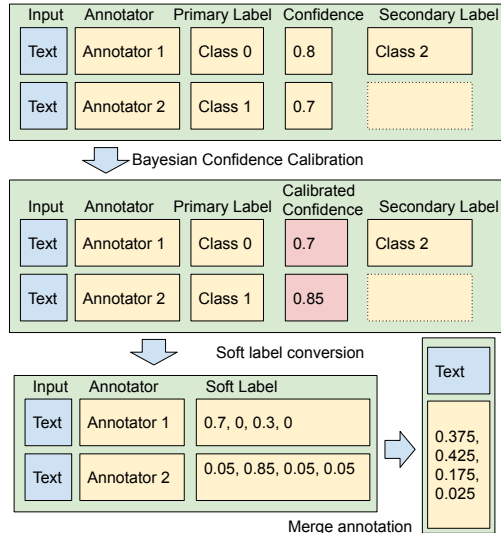 Input Annotator Primary Label Confidence Secondary Label
Text Annotator 1 Class 0 0.8 Class 2
Text Annotator 2 Class 1 0.7
Bayesian Confidence Calibration
Input Annotator Primary Label Calibrated Confidence Secondary Label
Text Annotator 1 Class 0 0.7 Class 2
Text Annotator 2 Class 1 0.85
Soft label conversion
Input Annotator Soft Label
Text Annotator 1 0.7, 0, 0.3, 0
Text Annotator 2 0.05, 0.85, 0.05, 0.05
Text
0.375,
0.425,
0.175,
0.025
Merge annotation